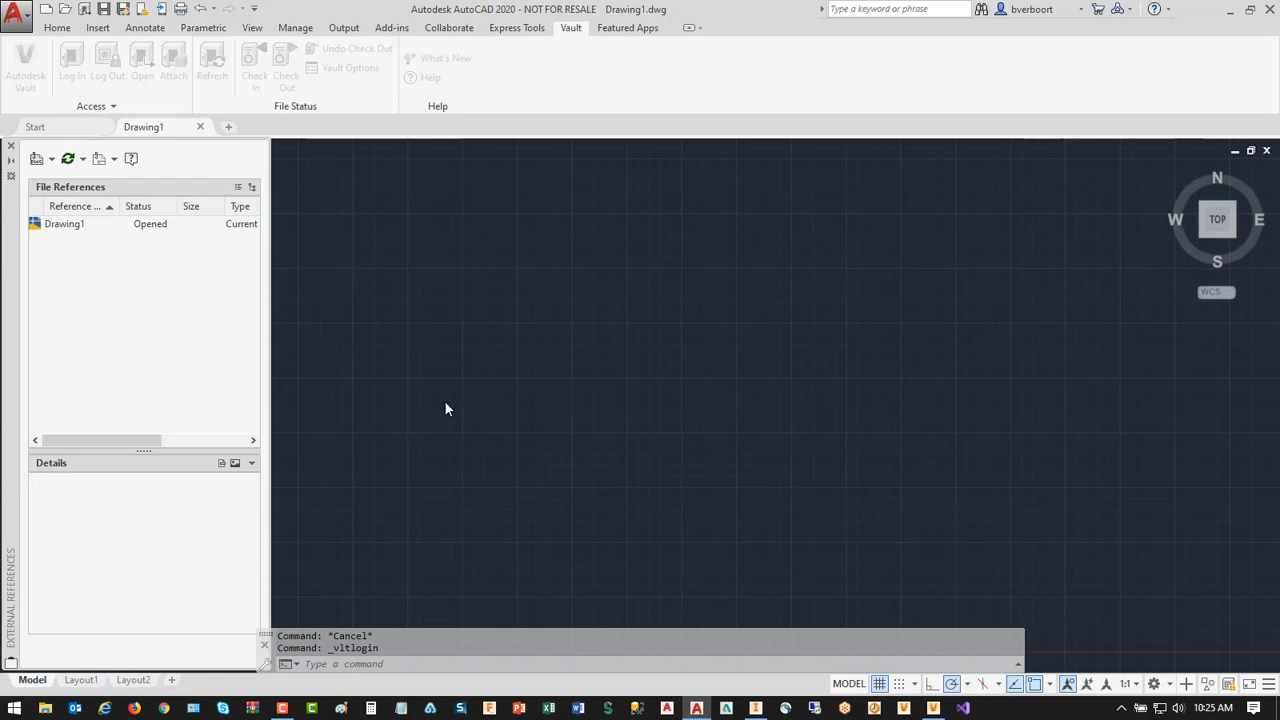 Autodesk AutoCAD 2020 - NOT FOR RESALE Drawing1.dwg
Type a keyword or phrase
bverboort
Home Insert Annotate Parametric View Manage Output Add-ins Collaborate Express Tools Vault Featured Apps
Autodesk Vault
Log In
Log Out
Open
Attach
Refresh
Check In
Check Out
Undo Check Out
Vault Options
What's New
Help
Access
File Status
Help
Start
Drawing1
File References
Reference ... Status Size Type
Drawing1 Opened Current
Details
EXTERNAL REFERENCES
N
W TOP E
S
WCS
Command: *Cancel*
Command: _vltlogin
Type a command
Model Layout1 Layout2
MODEL
1:1
10:25 AM